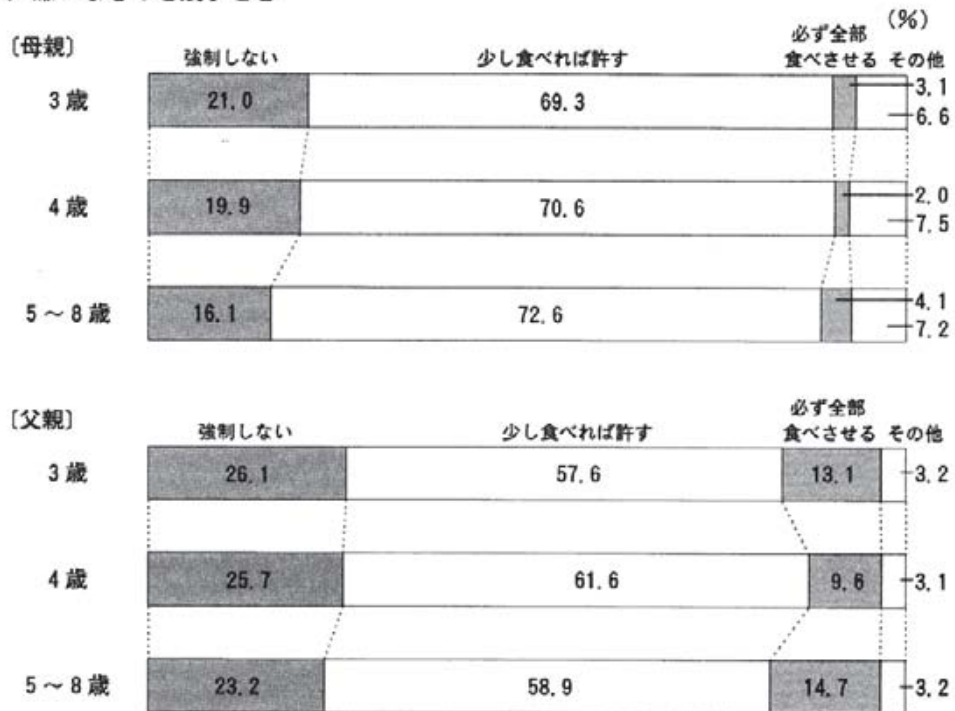 (%)
〔母親〕
強制しない 少し食べれば許す 必ず全部食べさせる その他
3歳 21.0 69.3 3.1 6.6
4歳 19.9 70.6 2.0 7.5
5～8歳 16.1 72.6 4.1 7.2
〔父親〕
強制しない 少し食べれば許す 必ず全部食べさせる その他
3歳 26.1 57.6 13.1 3.2
4歳 25.7 61.6 9.6 3.1
5～8歳 23.2 58.9 14.7 3.2